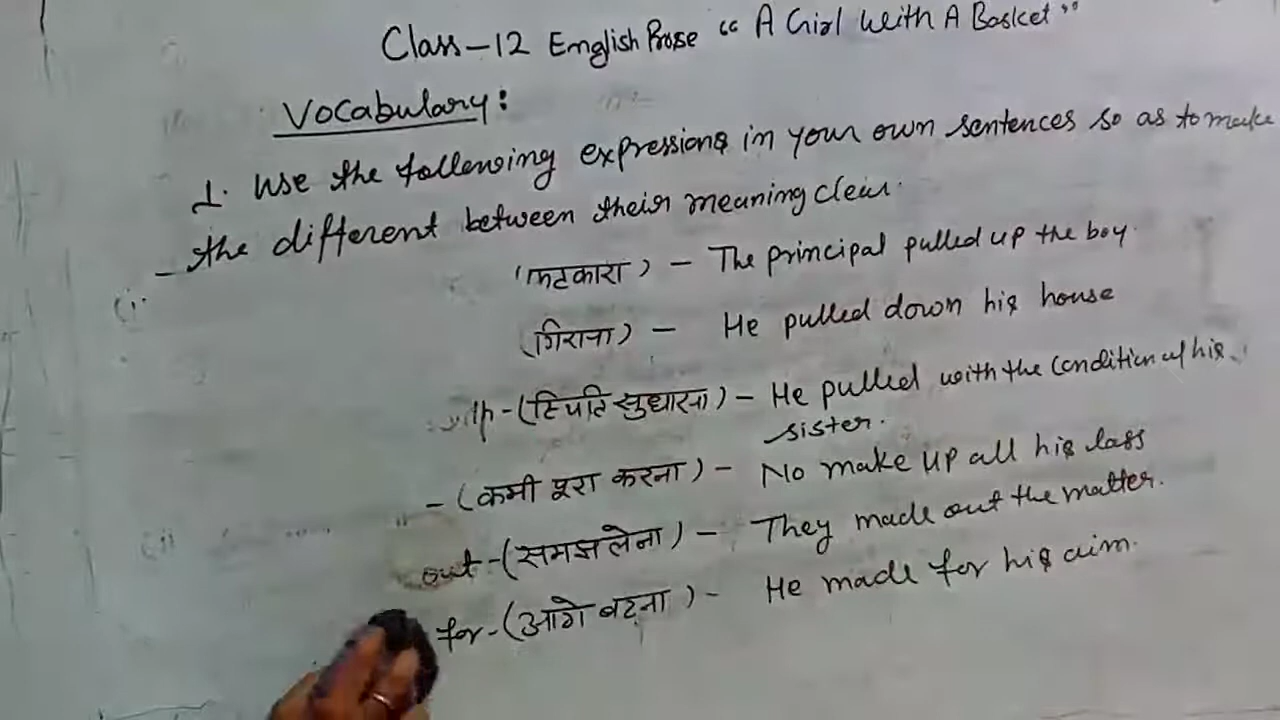 Class-12 English Prose "A Girl With A Basket"
Vocabulary:
1. Use the following expressions in your own sentences so as to make
the different between their meaning clear.
(i).
(फटकारा) - The principal pulled up the boy.
(गिराना) - He pulled down his house
-(स्थिति सुधारना) - He pulled with the condition of his
sister.
- (कमी पूरा करना) - No make up all his lass
out-(समझ लेना) - They made out the matter.
for-(आगे बढ़ना) - He made for his aim.